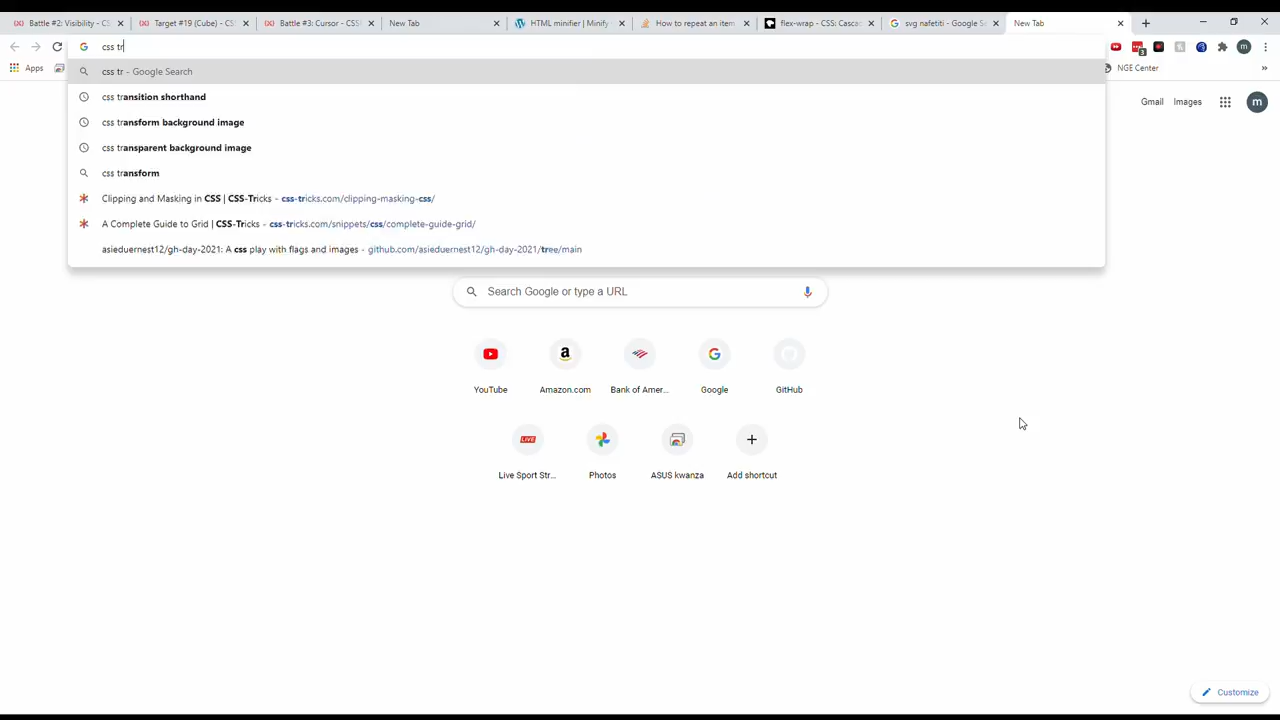 Battle #2: Visibility - CS
Target #19 (Cube) - CS
Battle #3: Cursor - CSS
New Tab
HTML minifier | Minify
How to repeat an item
flex-wrap - CSS: Casca
svg nafetiti - Google Se
New Tab
css tr
3
m
Apps
NGE Center
css tr - Google Search
css transition shorthand
css transform background image
css transparent background image
css transform
Clipping and Masking in CSS | CSS-Tricks - css-tricks.com/clipping-masking-css/
A Complete Guide to Grid | CSS-Tricks - css-tricks.com/snippets/css/complete-guide-grid/
asieduernest12/gh-day-2021: A css play with flags and images - github.com/asieduernest12/gh-day-2021/tree/main
Gmail Images
m
Search Google or type a URL
YouTube
Amazon.com
Bank of Amer...
Google
GitHub
LIVE
Live Sport Str...
Photos
ASUS kwanza
Add shortcut
Customize